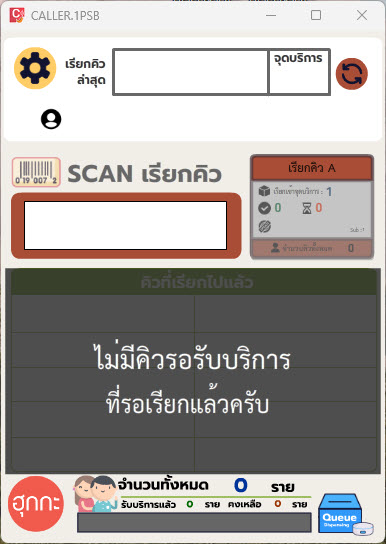 CALLER.1PSB
เรียกคิว
ล่าสุด
จุดบริการ
0 19 007 2
SCAN เรียกคิว
เรียกคิว A
เรียกเข้าจุดบริการ : 1
0 0
Sub :*
จำนวนคิวทั้งหมด 0
คิวที่เรียกไปแล้ว
ไม่มีคิวรอรับบริการ
ที่รอเรียกแล้วครับ
ฮุกกะ
จำนวนทั้งหมด 0 ราย
รับบริการแล้ว 0 ราย คงเหลือ 0 ราย
Queue
Dispensing